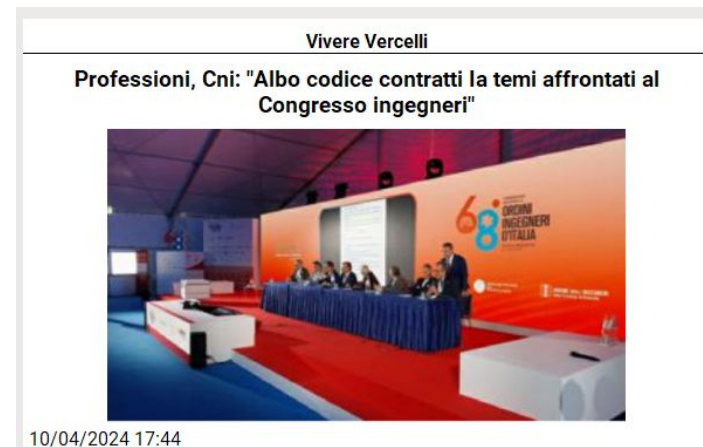 Vivere Vercelli
Professioni, Cni: "Albo codice contratti Ia temi affrontati al
Congresso ingegneri"
68°
ORDINI
INGEGNERI
D'ITALIA
10/04/2024 17:44